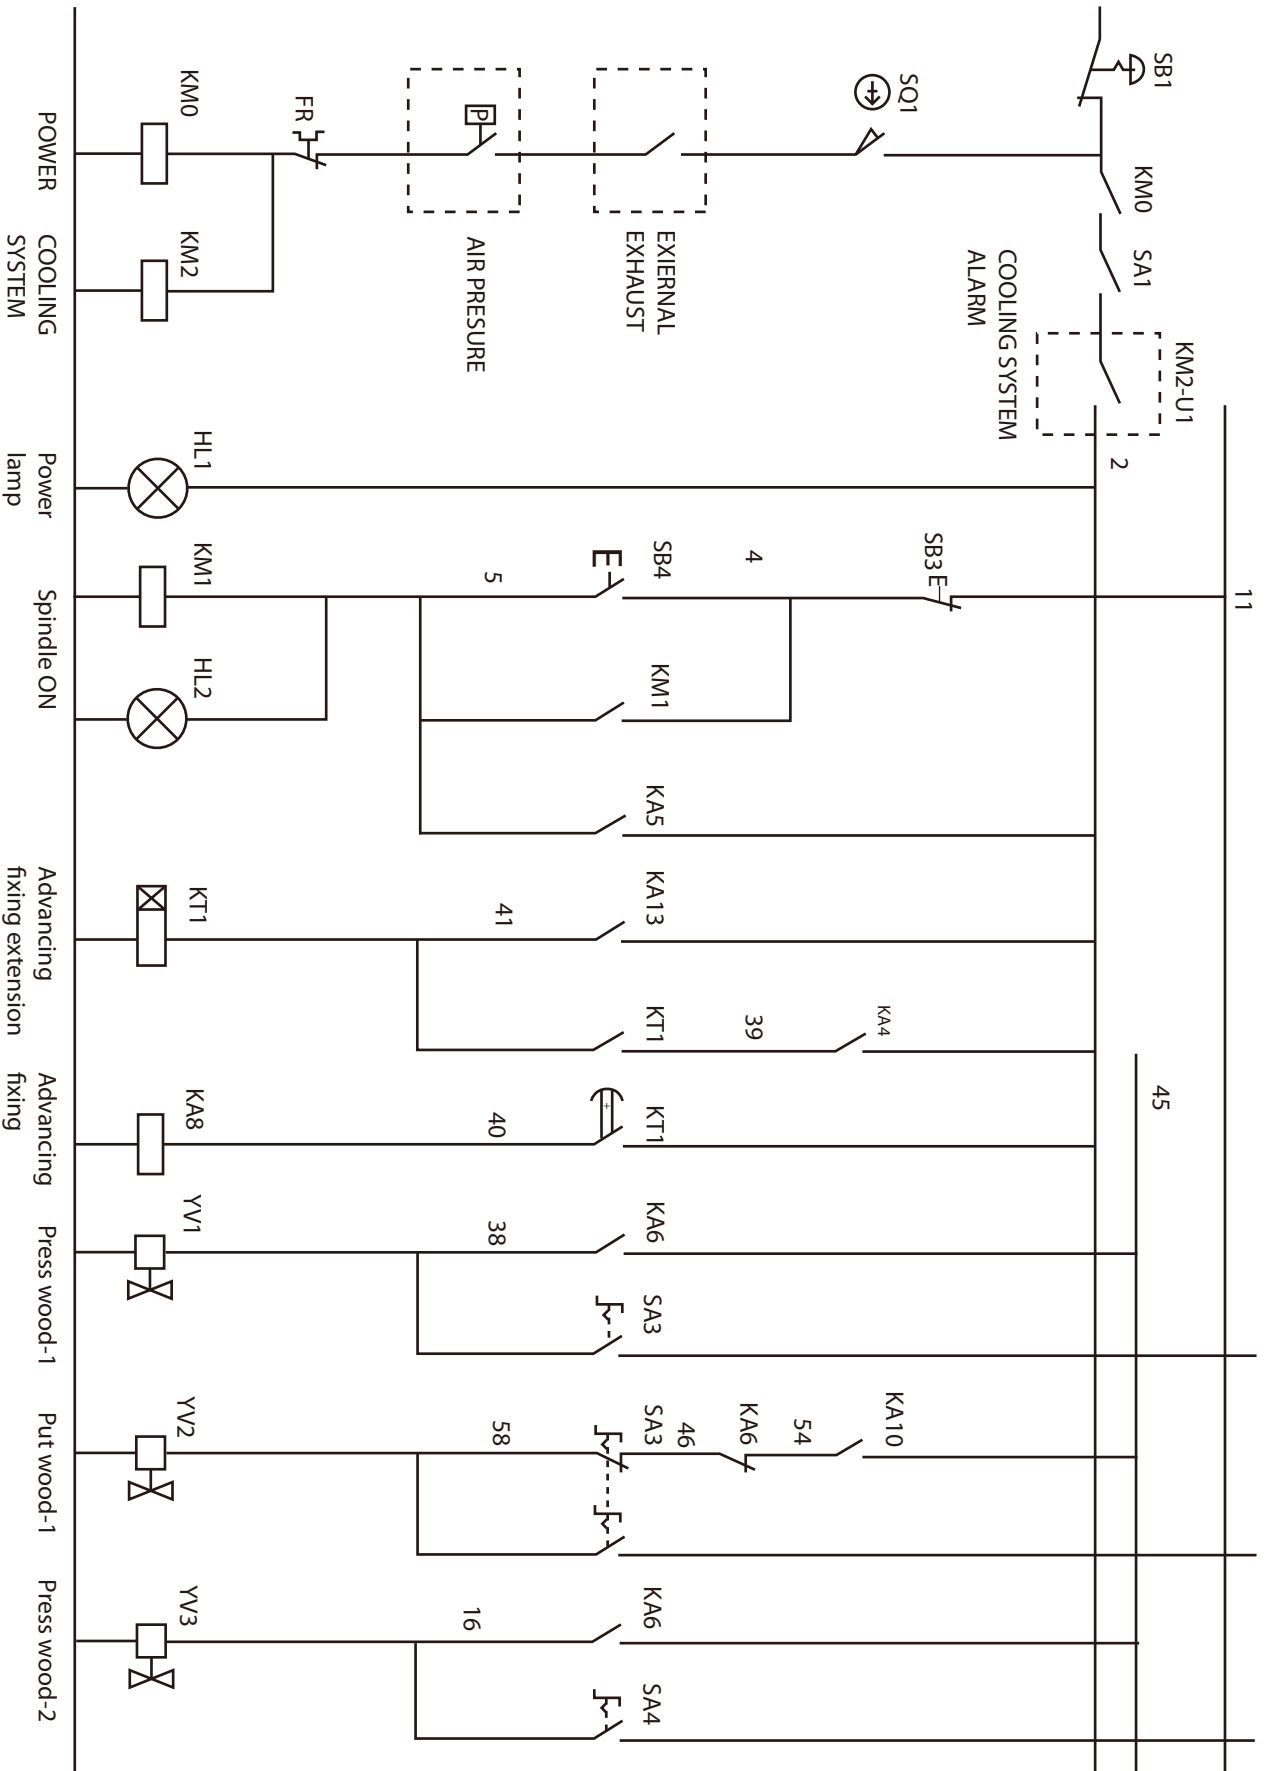 11
KM2-U1
SB1
45
KM0
SA1
2
COOLING SYSTEM
ALARM
SB3 E
SQ1
KA10
KA4
54
4
39
KA6
46
EXIERNAL
EXHAUST
SB4
KM1
KA5
KA13
KT1
KT1
KA6
SA3
SA3
KA6
SA4
5
41
40
38
58
16
P
AIR PRESURE
FR
KM0
KM2
HL1
KM1
HL2
KT1
KA8
YV1
YV2
YV3
POWER
COOLING
SYSTEM
Power
lamp
Spindle ON
Advancing
fixing extension
Advancing
fixing
Press wood-1
Put wood-1
Press wood-2